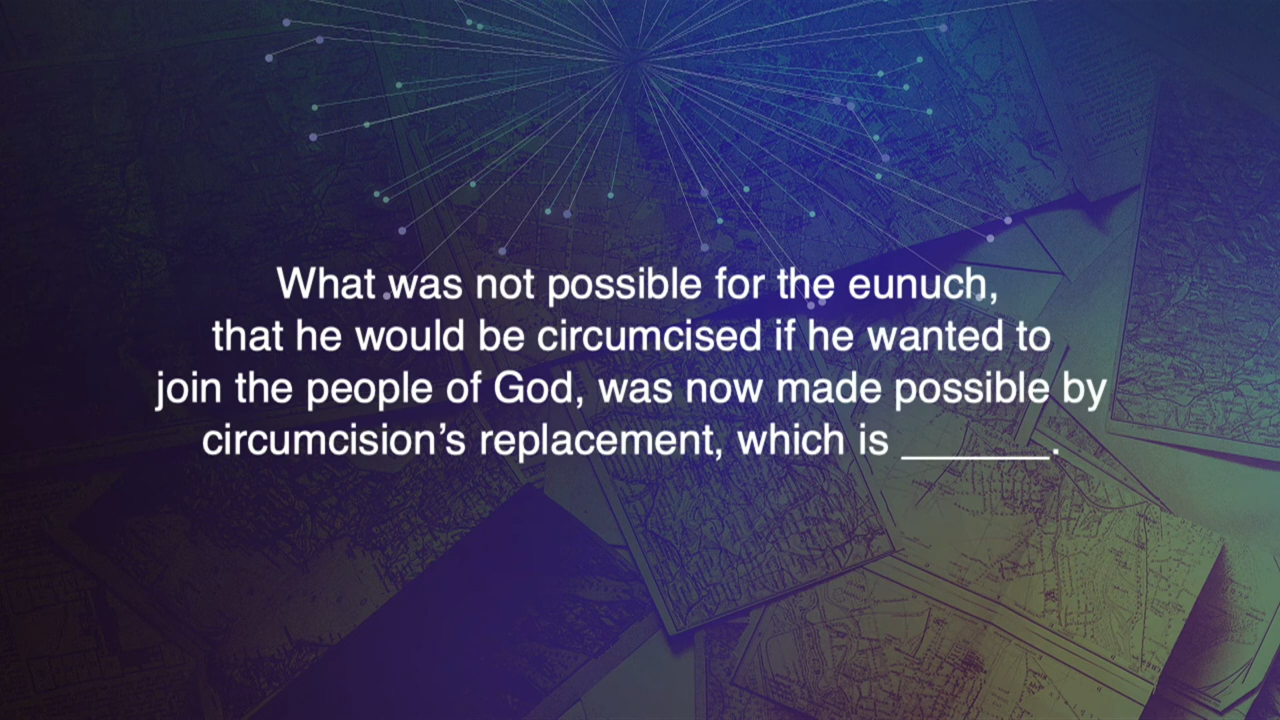 What was not possible for the eunuch,
that he would be circumcised if he wanted to
join the people of God, was now made possible by
circumcision’s replacement, which is _______.